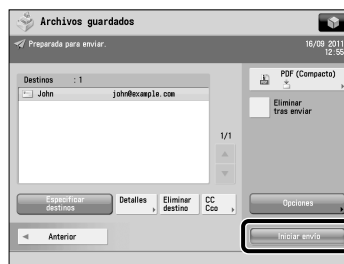 Archivos guardados
Preparada para enviar.
16/09 2011
12:55
Destinos : 1
John john@example.com
1/1
PDF (Compacto)
Eliminar
tras enviar
Especificar
destinos
Detalles
Eliminar
destino
CC
Cco
Opciones
Anterior
Iniciar envío